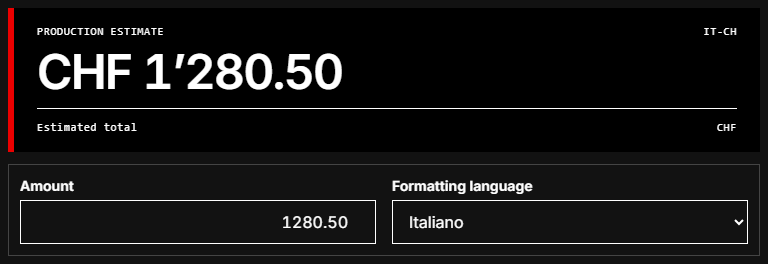 PRODUCTION ESTIMATE IT-CH
CHF 1’280.50
Estimated total CHF
Amount Formatting language
1280.50 Italiano